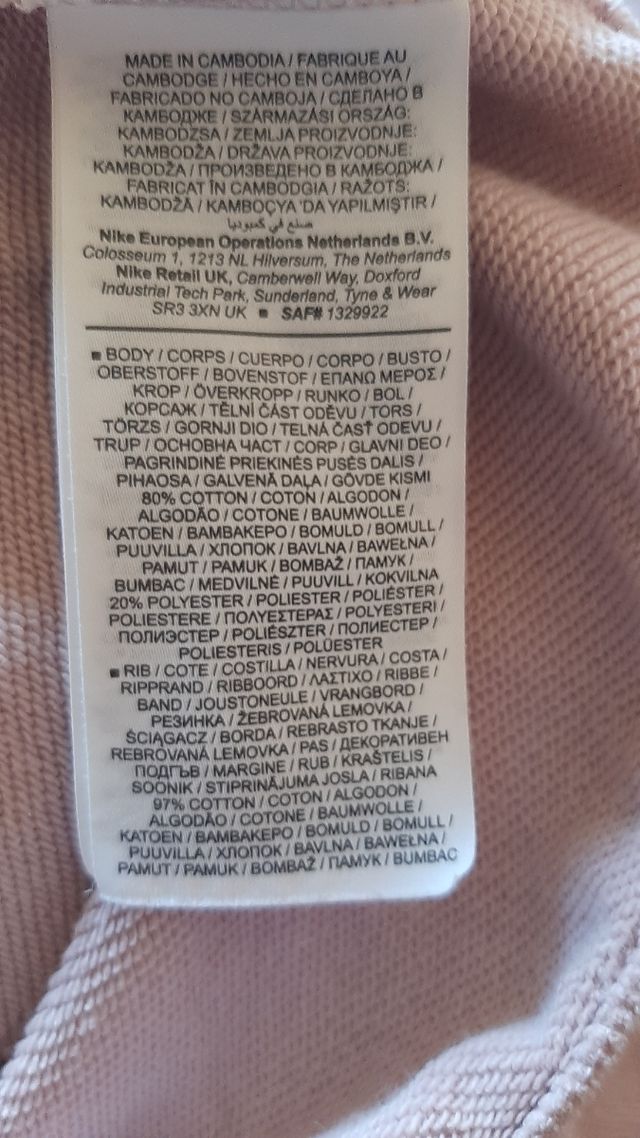 MADE IN CAMBODIA / FABRIQUE AU
CAMBODGE / HECHO EN CAMBOYA /
FABRICADO NO CAMBOJA / СДЕЛАНО В
КАМБОДЖЕ / SZÁRMAZÁSI ORSZÁG:
KAMBODZSA / ZEMLJA PROIZVODNJE:
KAMBODŽA / DRŽAVA PROIZVODNJE:
KAMBODŽA / ПРОИЗВЕДЕНО В КАМБОДЖА /
FABRICAT ÎN CAMBODGIA / RAŽOTS:
KAMBODŽĀ / KAMBOÇYA 'DA YAPILMIŞTIR /
صنع في كمبوديا
Nike European Operations Netherlands B.V.
Colosseum 1, 1213 NL Hilversum, The Netherlands
Nike Retail UK, Camberwell Way, Doxford
Industrial Tech Park, Sunderland, Tyne & Wear
SR3 3XN UK ■ SAF# 1329922
■ BODY / CORPS / CUERPO / CORPO / BUSTO /
OBERSTOFF / BOVENSTOF / ΕΠΑΝΩ ΜΕΡΟΣ /
KROP / ÖVERKROPP / RUNKO / BOL /
КОРСАЖ / TĚLNÍ ČÁST ODĚVU / TORS /
TÖRZS / GORNJI DIO / TELNÁ ČASŤ ODEVU /
TRUP / ОСНОВНА ЧАСТ / CORP / GLAVNI DEO /
PAGRINDINĖ PRIEKINĖS PUSĖS DALIS /
PIHAOSA / GALVENĀ DAĻA / GÖVDE KISMI
80% COTTON / COTON / ALGODON /
ALGODÃO / COTONE / BAUMWOLLE /
KATOEN / ΒΑΜΒΑΚΕΡΟ / BOMULD / BOMULL /
PUUVILLA / ХЛОПОК / BAVLNA / BAWEŁNA /
PAMUT / PAMUK / BOMBAŽ / ПАМУК /
BUMBAC / MEDVILNĖ / PUUVILL / KOKVILNA
20% POLYESTER / POLIESTER / POLIÉSTER /
POLIESTERE / ΠΟΛΥΕΣΤΕΡΑΣ / POLYESTERI /
ПОЛИЭСТЕР / POLIÉSZTER / ПОЛИЕСТЕР /
POLIESTERIS / POLÜESTER
■ RIB / COTE / COSTILLA / NERVURA / COSTA /
RIPPRAND / RIBBOORD / ΛΑΣΤΙΧΟ / RIBBE /
BAND / JOUSTONEULE / VRANGBORD /
РЕЗИНКА / ŽEBROVANÁ LEMOVKA /
ŚCIĄGACZ / BORDA / REBRASTO TKANJE /
REBROVANÁ LEMOVKA / PAS / ДЕКОРАТИВЕН
ПОДГЪВ / MARGINE / RUB / KRAŠTELIS /
SOONIK / STIPRINĀJUMA JOSLA / RIBANA
97% COTTON / COTON / ALGODON /
ALGODÃO / COTONE / BAUMWOLLE /
KATOEN / ΒΑΜΒΑΚΕΡΟ / BOMULD / BOMULL /
PUUVILLA / ХЛОПОК / BAVLNA / BAWEŁNA /
PAMUT / PAMUK / BOMBAŽ / ПАМУК / BUMBAC